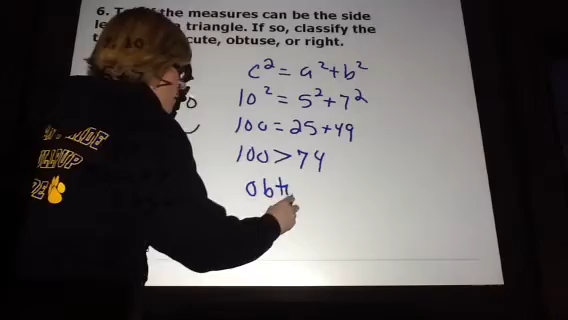 6. T the measures can be the side
a triangle. If so, classify the
cute, obtuse, or right.
c² = a² + b²
10² = 5² + 7²
100 = 25 + 49
100 > 74
Obt